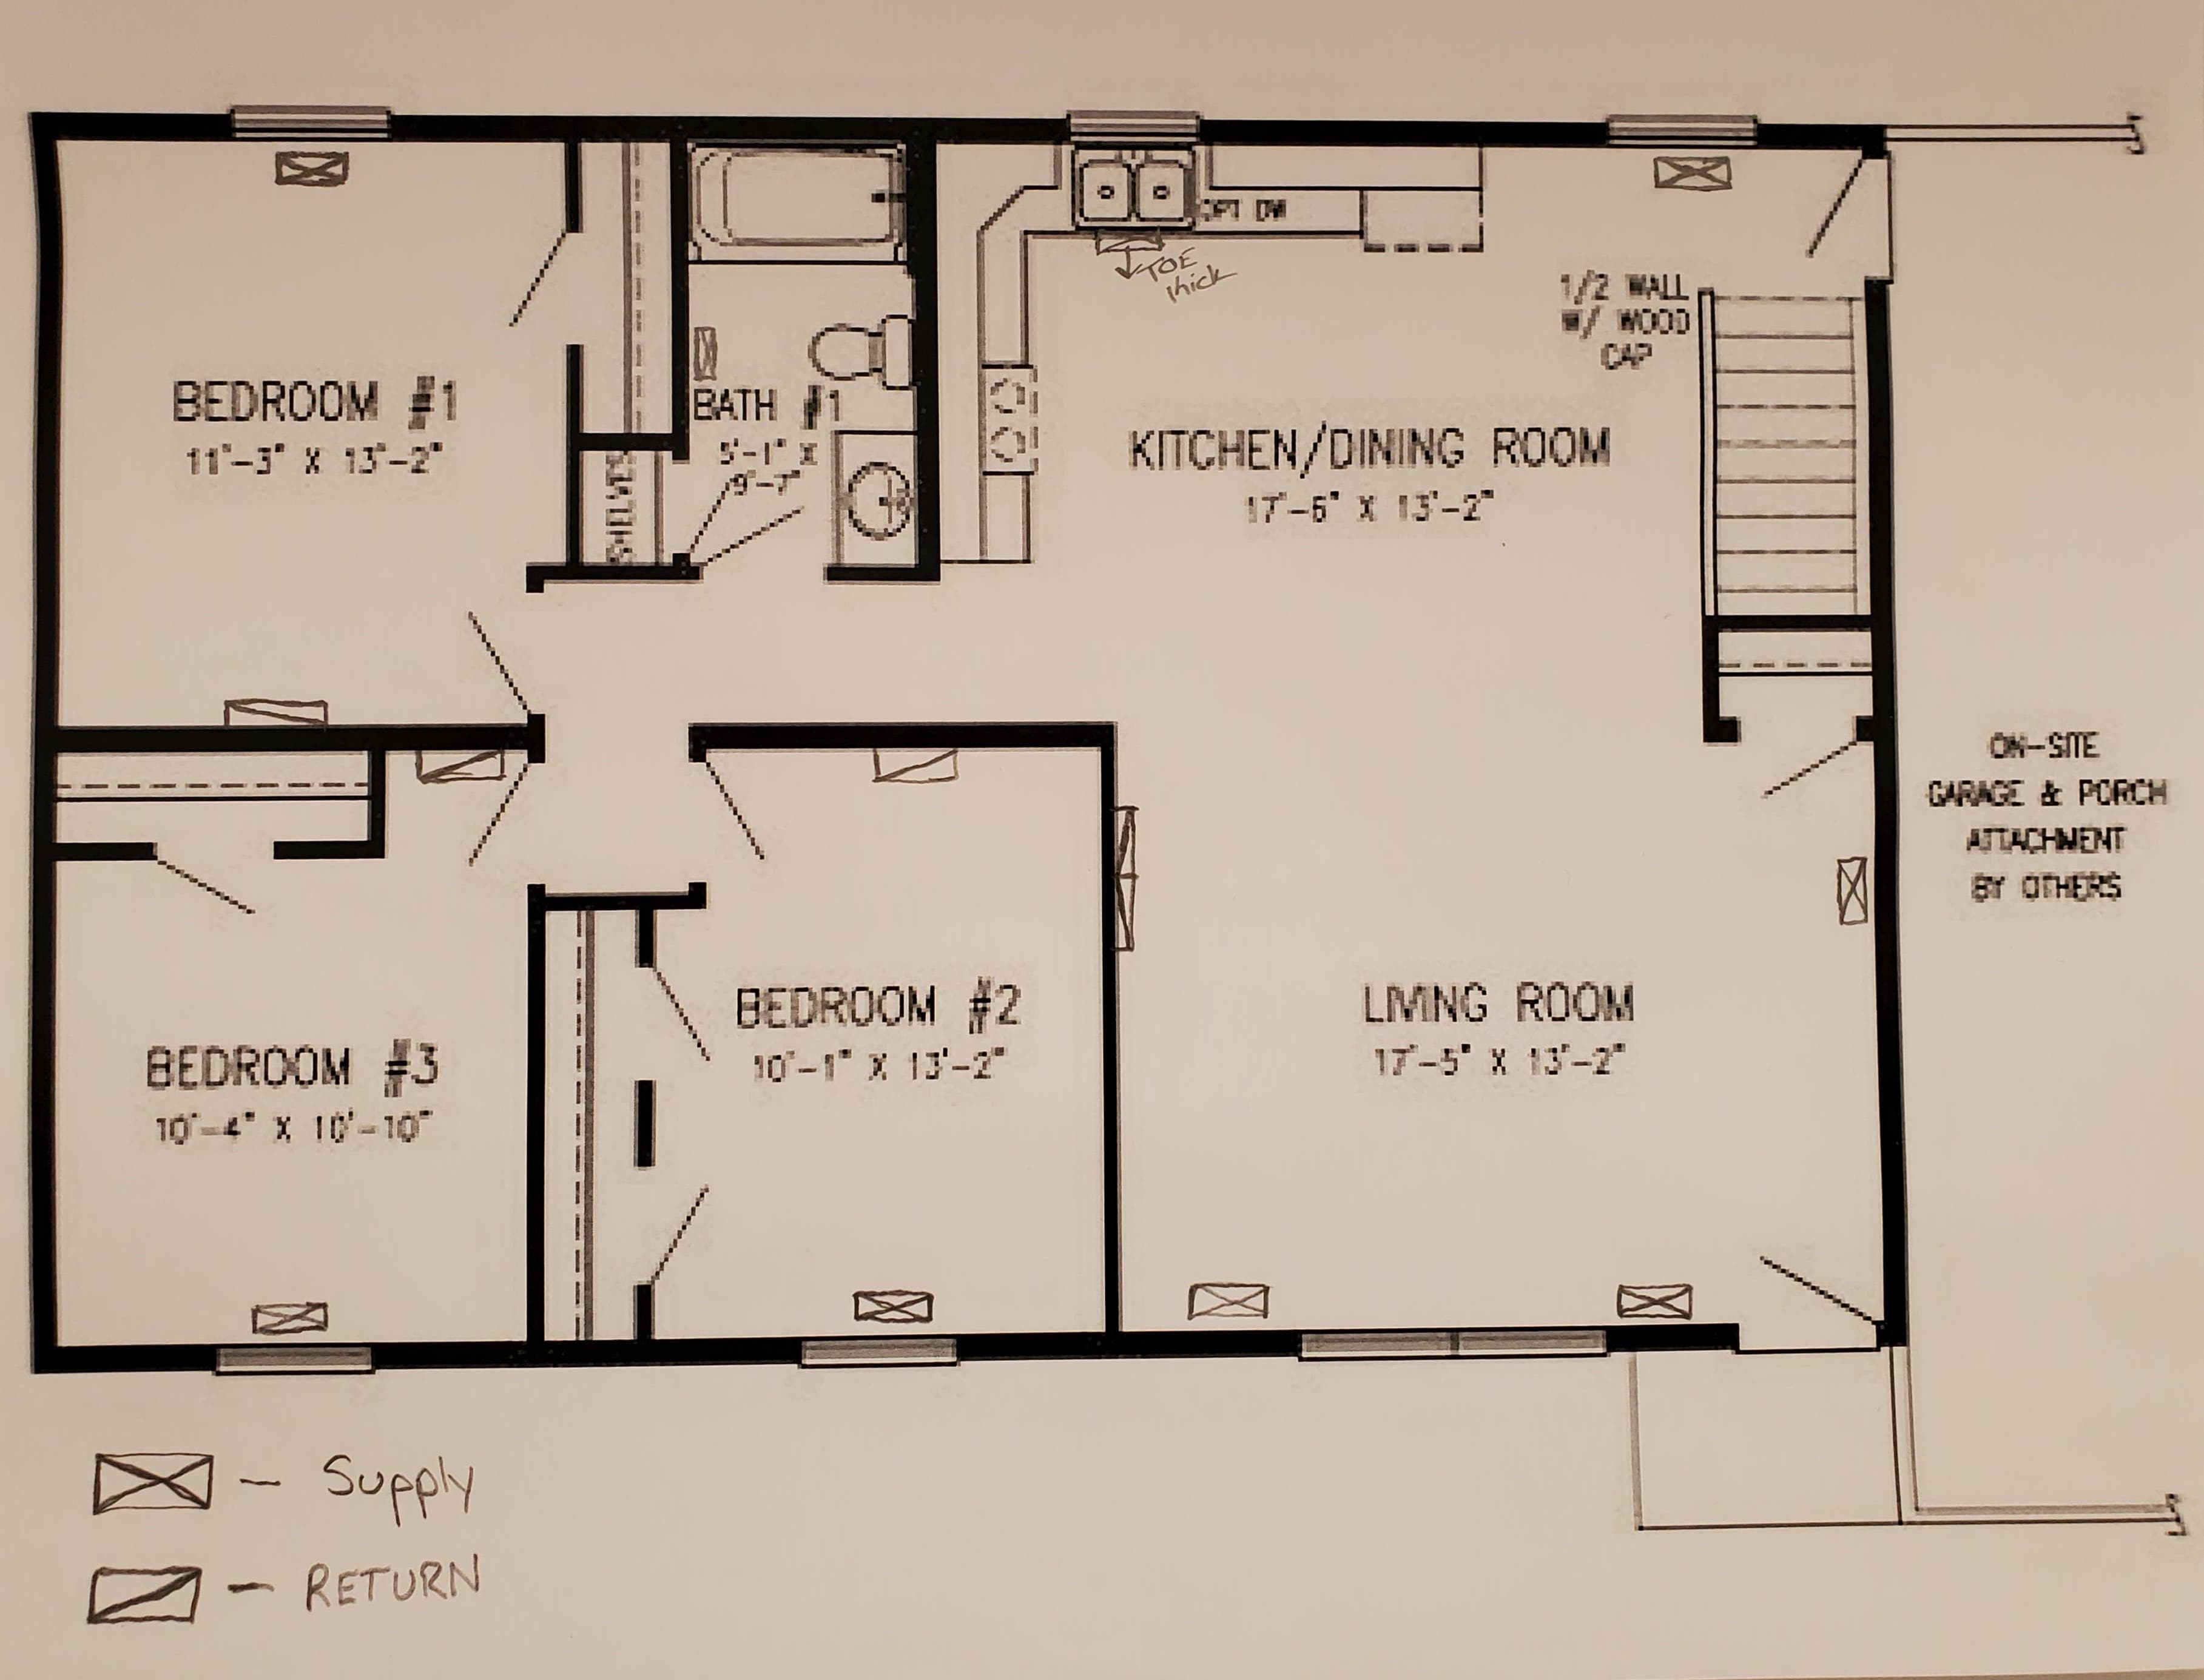 OPT DW
TOE
1/2 WALL
W/ WOOD
CAP
BEDROOM #1
11'-3" X 13'-2"
BATH #1
5'-1" X
9'-7"
SHELVES
KITCHEN/DINING ROOM
17'-6" X 13'-2"
ON-SITE
GARAGE & PORCH
ATTACHMENT
BY OTHERS
BEDROOM #2
10'-1" X 13'-2"
LIVING ROOM
17'-5" X 13'-2"
BEDROOM #3
10'-4" X 10'-10"
- Supply
- RETURN